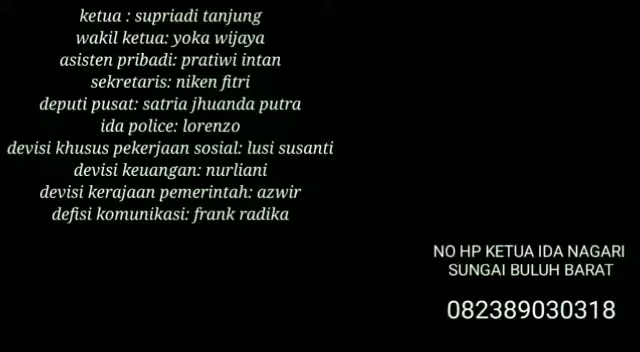 ketua : supriadi tanjung
wakil ketua: yoka wijaya
asisten pribadi: pratiwi intan
sekretaris: niken fitri
deputi pusat: satria jhuanda putra
ida police: lorenzo
devisi khusus pekerjaan sosial: lusi susanti
devisi keuangan: nurliani
devisi kerajaan pemerintah: azwir
defisi komunikasi: frank radika
NO HP KETUA IDA NAGARI
SUNGAI BULUH BARAT
082389030318